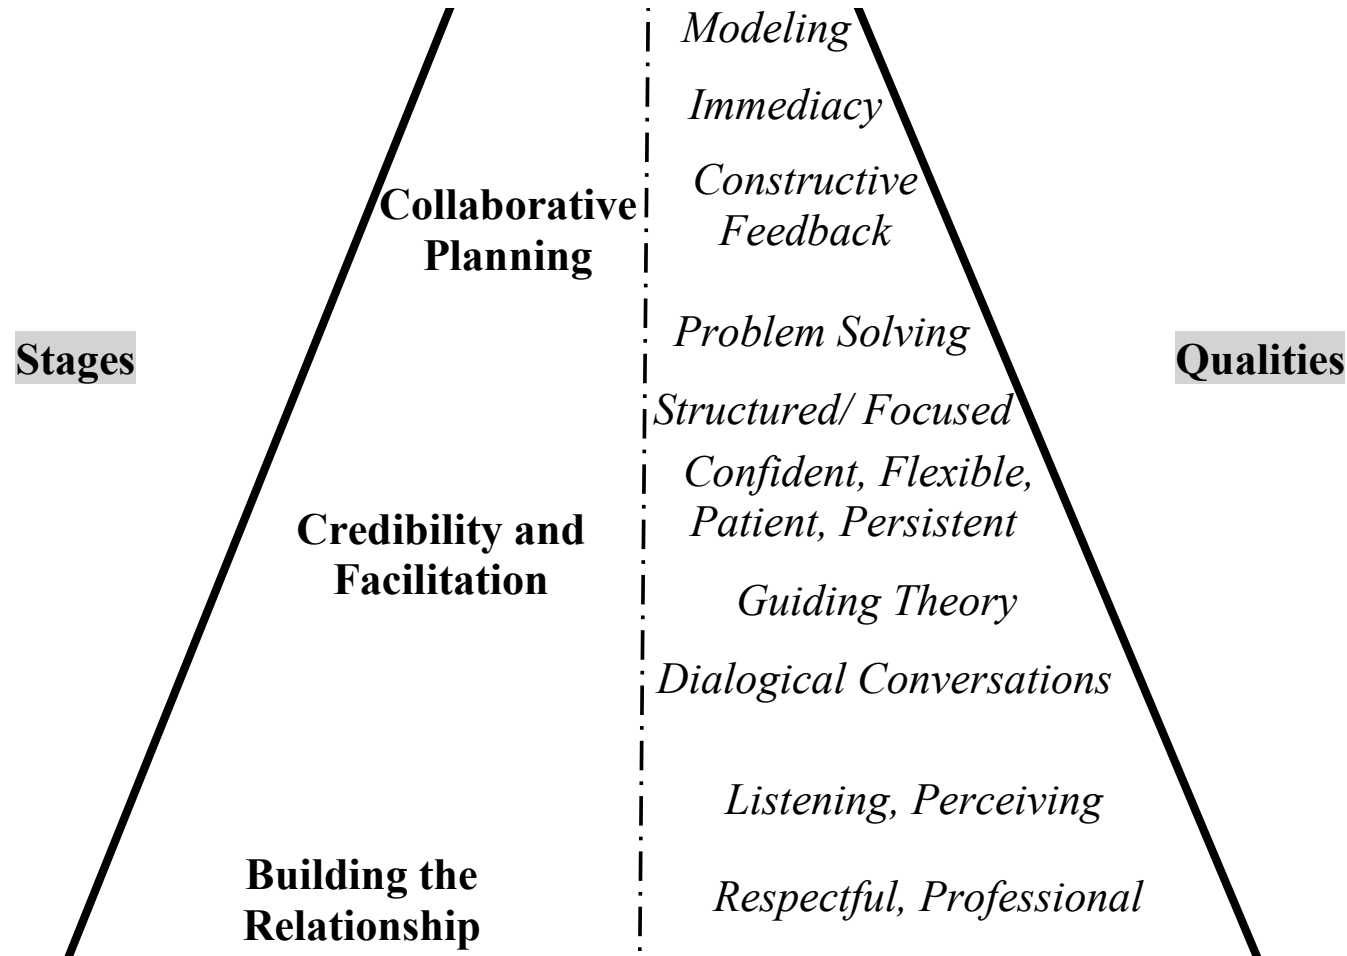 Modeling
Immediacy
Constructive
Feedback
Collaborative
Planning
Problem Solving
Stages
Qualities
Structured/ Focused
Confident, Flexible,
Patient, Persistent
Credibility and
Facilitation
Guiding Theory
Dialogical Conversations
Listening, Perceiving
Building the
Relationship
Respectful, Professional